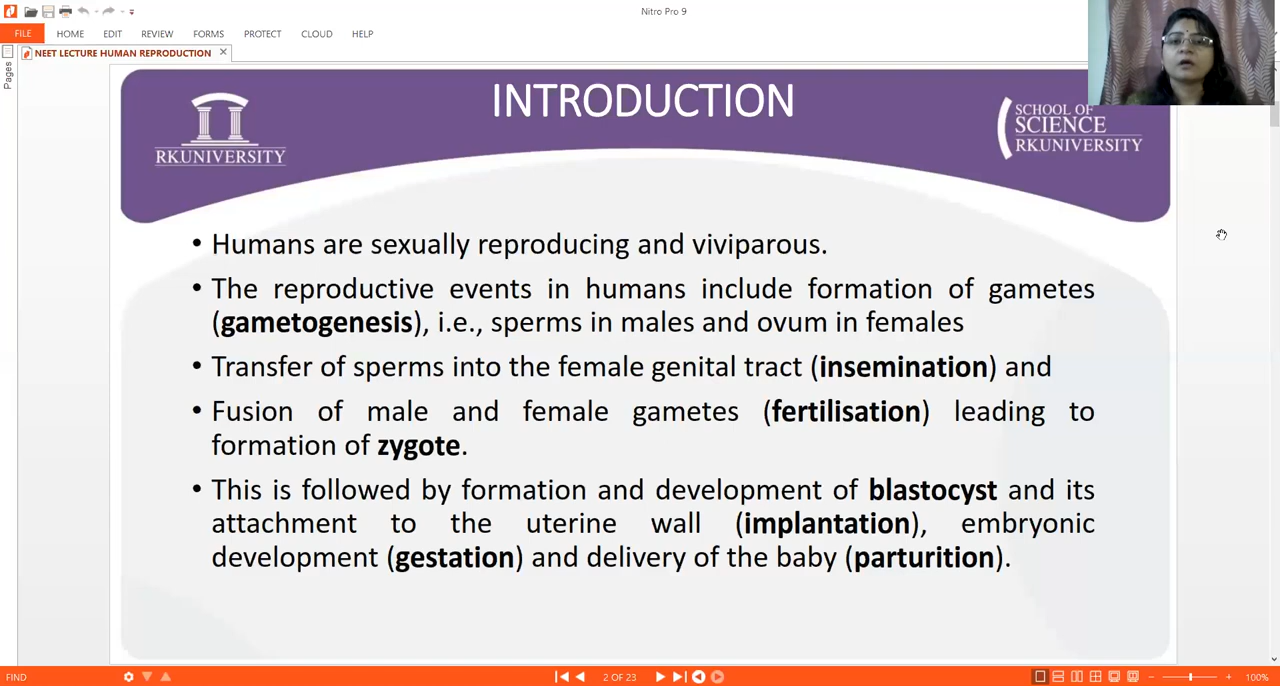 Nitro Pro 9
FILE HOME EDIT REVIEW FORMS PROTECT CLOUD HELP
NEET LECTURE HUMAN REPRODUCTION
Pages
INTRODUCTION
RKUNIVERSITY
SCHOOL OF
SCIENCE
RKUNIVERSITY
• Humans are sexually reproducing and viviparous.
• The reproductive events in humans include formation of gametes
(gametogenesis), i.e., sperms in males and ovum in females
• Transfer of sperms into the female genital tract (insemination) and
• Fusion of male and female gametes (fertilisation) leading to
formation of zygote.
• This is followed by formation and development of blastocyst and its
attachment to the uterine wall (implantation), embryonic
development (gestation) and delivery of the baby (parturition).
FIND
2 OF 23
100%